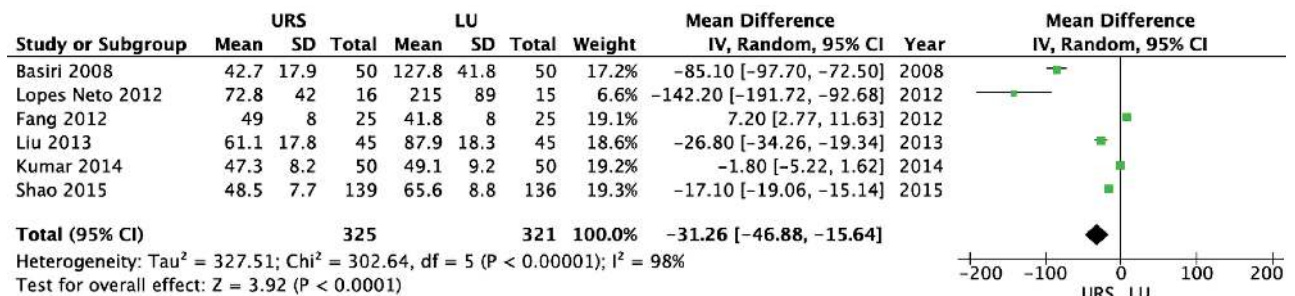 URS LU Mean Difference Mean Difference
Study or Subgroup Mean SD Total Mean SD Total Weight IV, Random, 95% CI Year IV, Random, 95% CI
Basiri 2008 42.7 17.9 50 127.8 41.8 50 17.2% −85.10 [−97.70, −72.50] 2008
Lopes Neto 2012 72.8 42 16 215 89 15 6.6% −142.20 [−191.72, −92.68] 2012
Fang 2012 49 8 25 41.8 8 25 19.1% 7.20 [2.77, 11.63] 2012
Liu 2013 61.1 17.8 45 87.9 18.3 45 18.6% −26.80 [−34.26, −19.34] 2013
Kumar 2014 47.3 8.2 50 49.1 9.2 50 19.2% −1.80 [−5.22, 1.62] 2014
Shao 2015 48.5 7.7 139 65.6 8.8 136 19.3% −17.10 [−19.06, −15.14] 2015
Total (95% CI) 325 321 100.0% −31.26 [−46.88, −15.64]
Heterogeneity: Tau² = 327.51; Chi² = 302.64, df = 5 (P < 0.00001); I² = 98%
Test for overall effect: Z = 3.92 (P < 0.0001)
−200 −100 0 100 200
URS LU